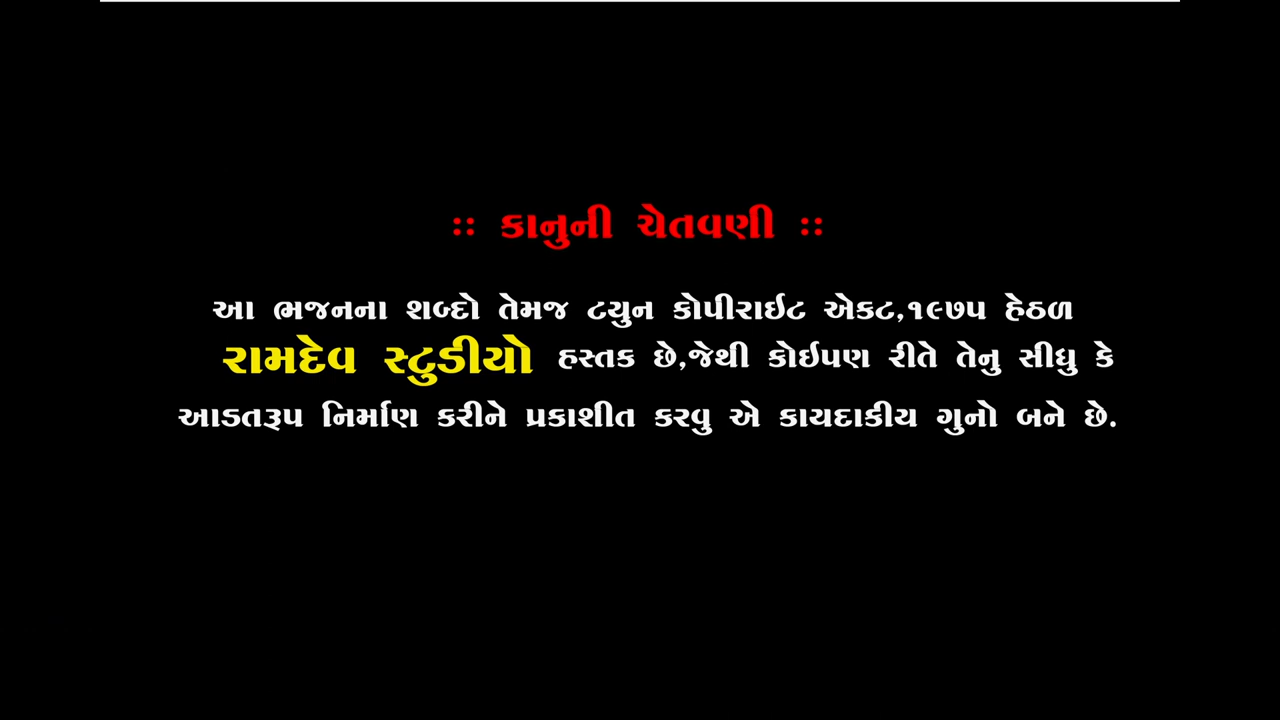 :: કાનુની ચેતવણી ::
આ ભજનના શબ્દો તેમજ ટયુન કોપીરાઈટ એકટ,૧૯૭૫ હેઠળ
રામદેવ સ્ટુડીયો હસ્તક છે,જેથી કોઈપણ રીતે તેનુ સીધુ કે
આડતરૂપ નિર્માણ કરીને પ્રકાશીત કરવુ એ કાયદાકીય ગુનો બને છે.